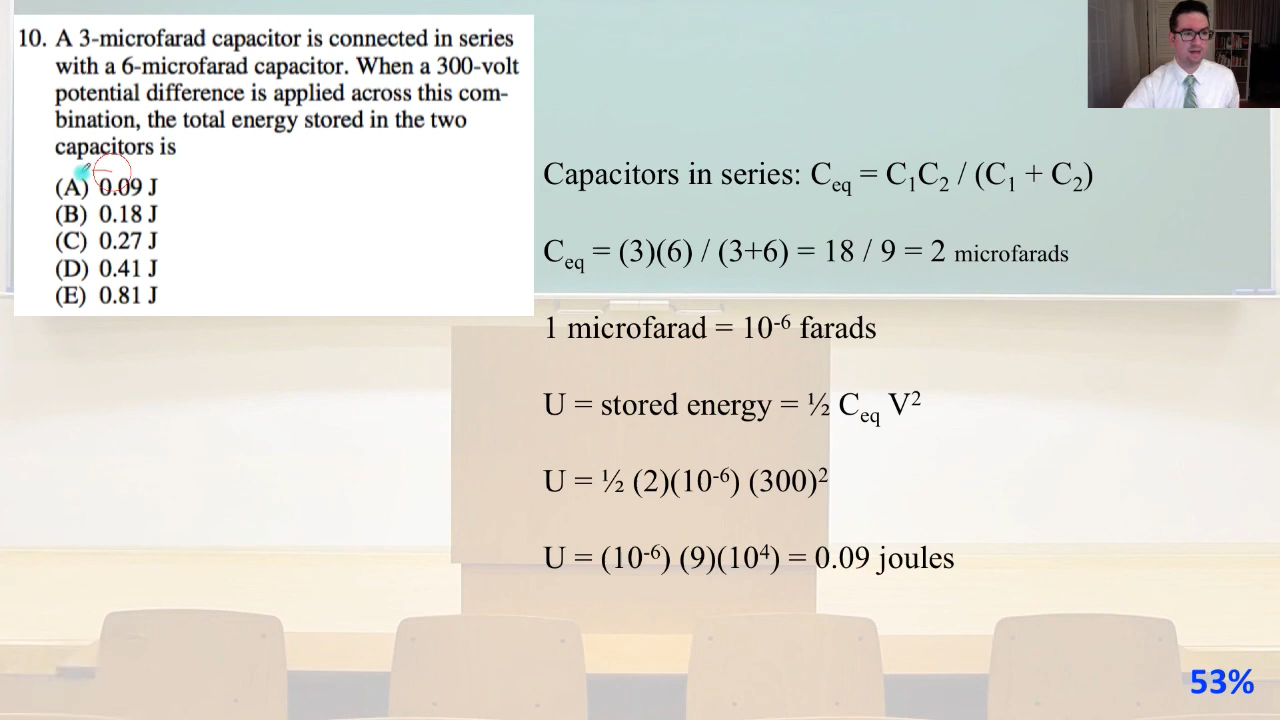 10. A 3-microfarad capacitor is connected in series
with a 6-microfarad capacitor. When a 300-volt
potential difference is applied across this com-
bination, the total energy stored in the two
capacitors is
(A) 0.09 J
(B) 0.18 J
(C) 0.27 J
(D) 0.41 J
(E) 0.81 J
Capacitors in series: Ceq = C1C2 / (C1 + C2)
Ceq = (3)(6) / (3+6) = 18 / 9 = 2 microfarads
1 microfarad = 10⁻⁶ farads
U = stored energy = ½ Ceq V²
U = ½ (2)(10⁻⁶) (300)²
U = (10⁻⁶) (9)(10⁴) = 0.09 joules
53%